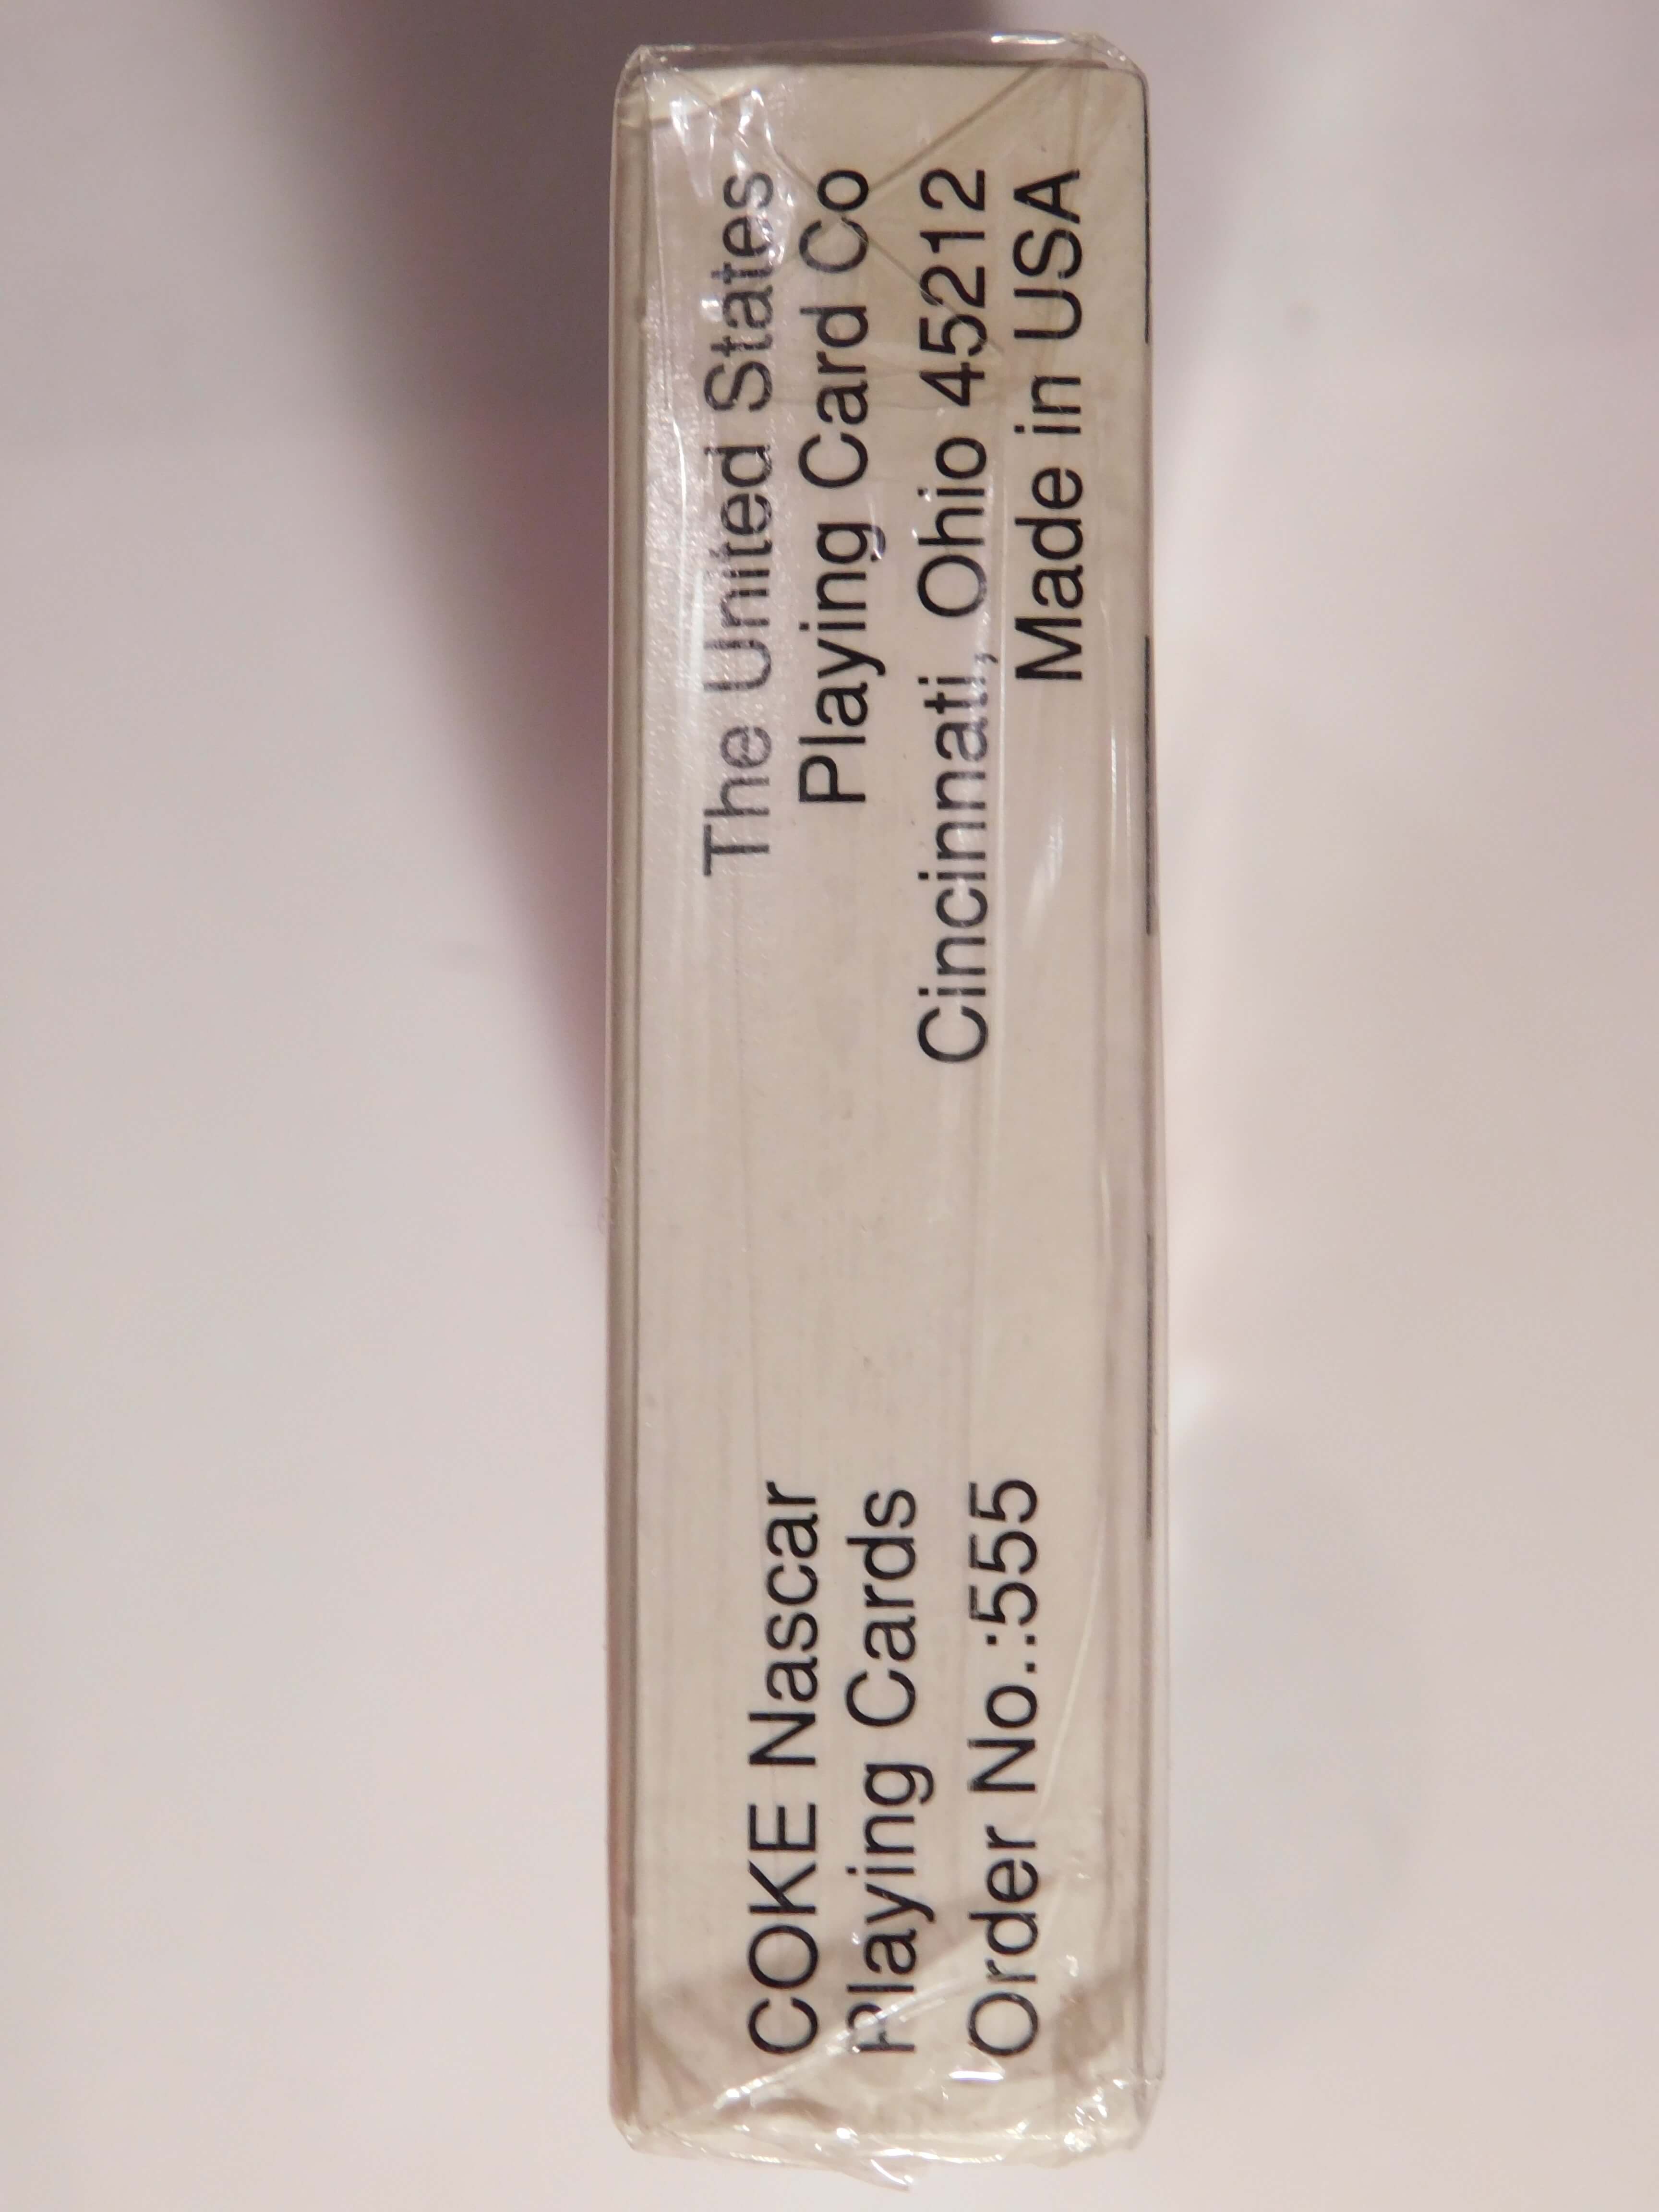 COKE Nascar
Playing Cards
Order No.:555
The United States
Playing Card Co
Cincinnati, Ohio 45212
Made in USA